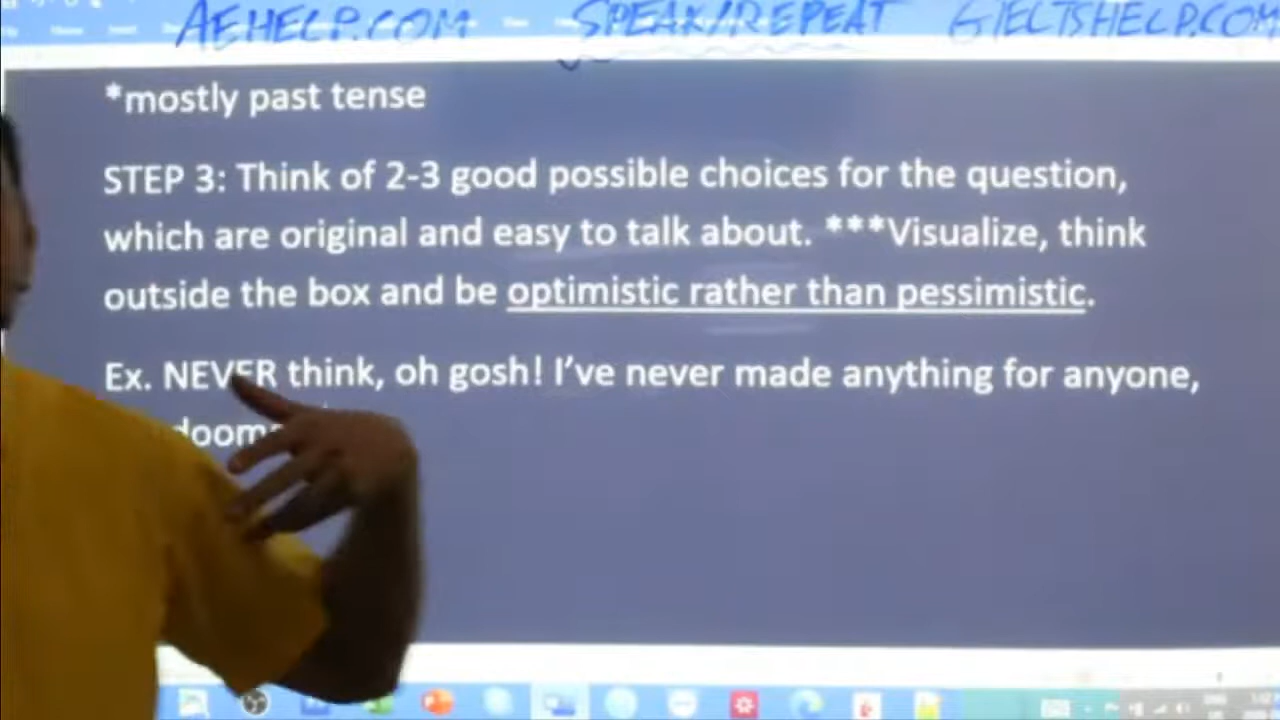 AEHELP.COM SPEAK/REPEAT GIELTSHELP.COM
*mostly past tense
STEP 3: Think of 2-3 good possible choices for the question,
which are original and easy to talk about. ***Visualize, think
outside the box and be optimistic rather than pessimistic.
Ex. NEVER think, oh gosh! I’ve never made anything for anyone,